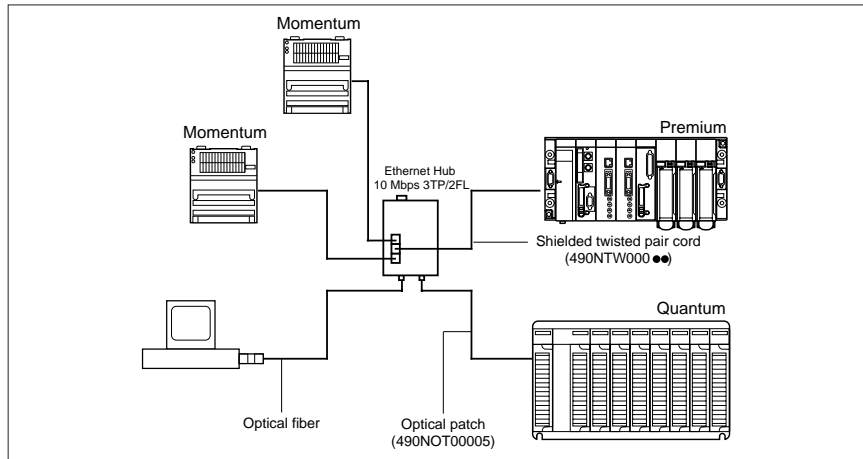 Momentum
Momentum
Premium
Ethernet Hub
10 Mbps 3TP/2FL
Shielded twisted pair cord
(490NTW000●●)
Quantum
Optical fiber
Optical patch
(490NOT00005)